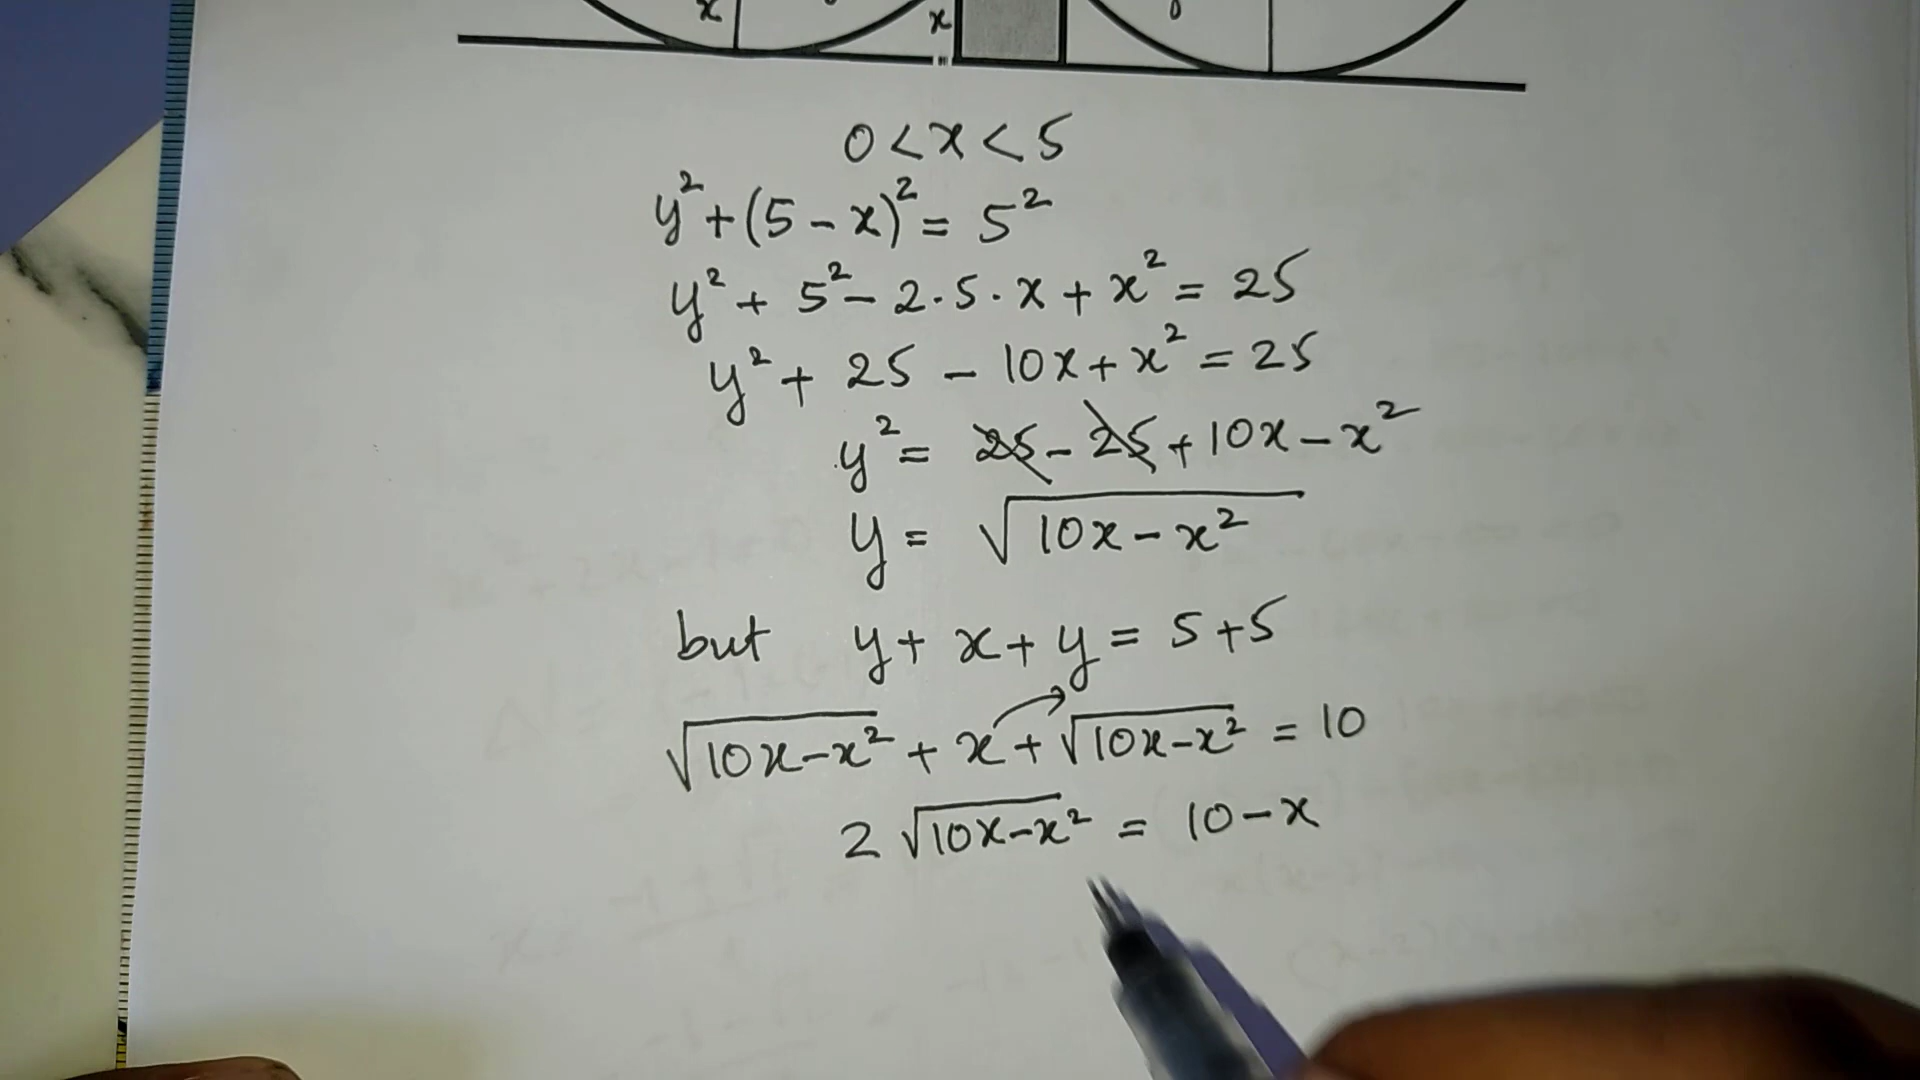 x
x
0 < x < 5
y² + (5 - x)² = 5²
y² + 5² - 2·5·x + x² = 25
y² + 25 - 10x + x² = 25
y² = 25 - 25 + 10x - x²
y = √(10x - x²)
but y + x + y = 5 + 5
√(10x - x²) + x + √(10x - x²) = 10
2 √(10x - x²) = 10 - x